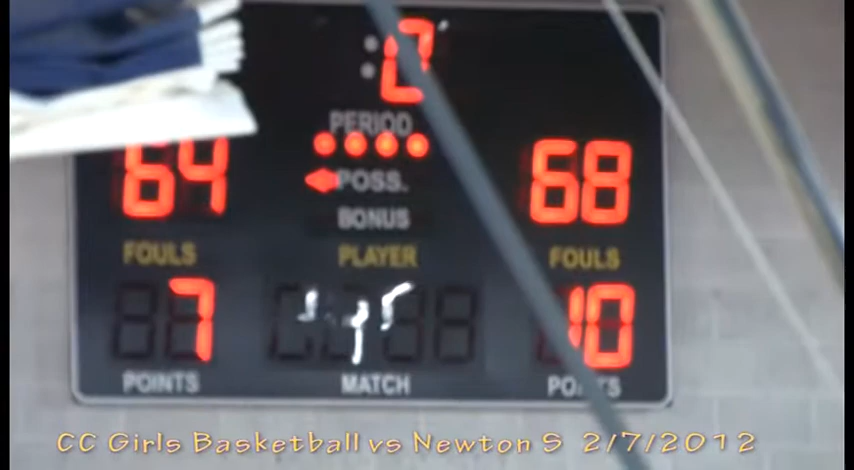 :0
PERIOD
64 POSS. 68
BONUS
FOULS PLAYER FOULS
7 10
POINTS MATCH POINTS
CC Girls Basketball vs Newton S 2/7/2012